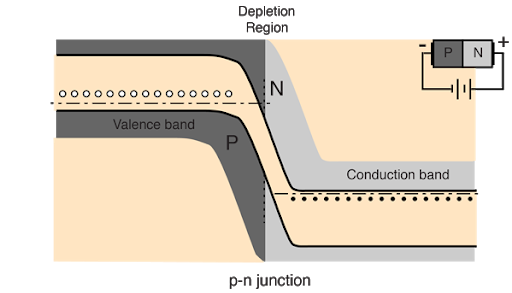 Depletion
Region
- +
P N
N
Valence band
P
Conduction band
p-n junction